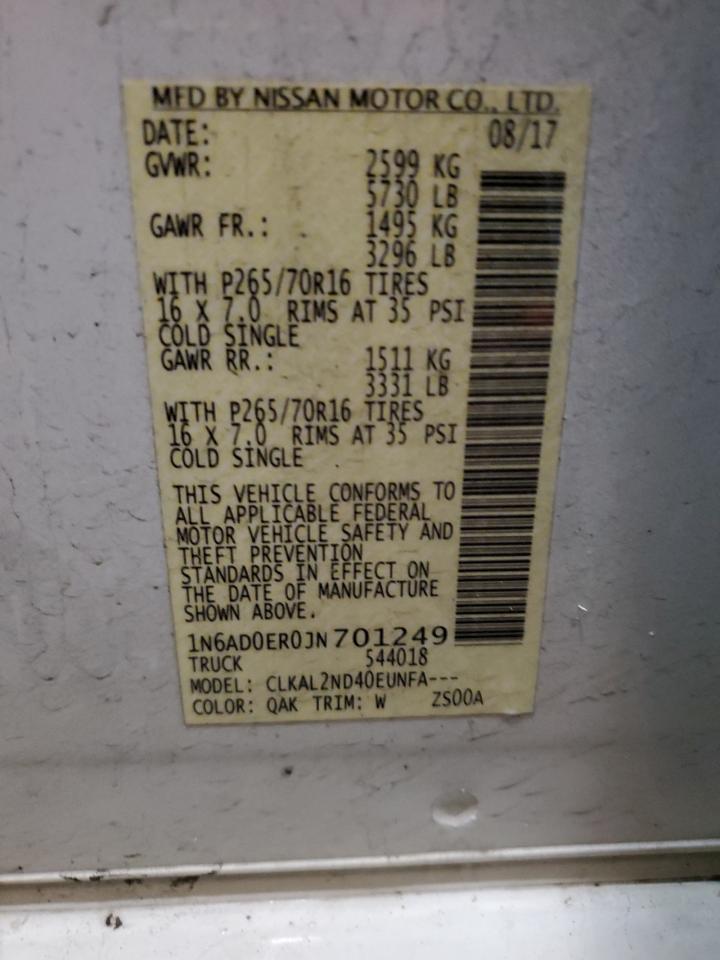 MFD BY NISSAN MOTOR CO., LTD.
DATE: 08/17
GVWR: 2599 KG
5730 LB
GAWR FR.: 1495 KG
3296 LB
WITH P265/70R16 TIRES
16 X 7.0 RIMS AT 35 PSI
COLD SINGLE
GAWR RR.: 1511 KG
3331 LB
WITH P265/70R16 TIRES
16 X 7.0 RIMS AT 35 PSI
COLD SINGLE
THIS VEHICLE CONFORMS TO
ALL APPLICABLE FEDERAL
MOTOR VEHICLE SAFETY AND
THEFT PREVENTION
STANDARDS IN EFFECT ON
THE DATE OF MANUFACTURE
SHOWN ABOVE.
1N6AD0ER0JN701249
TRUCK 544018
MODEL: CLKAL2ND40EUNFA---
COLOR: QAK TRIM: W ZS00A